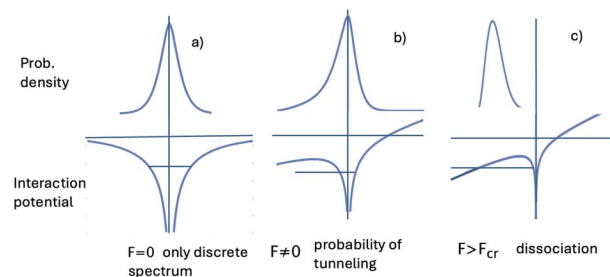 a)
b)
c)
Prob.
density
Interaction
potential
F=0 only discrete
spectrum
F≠0 probability of
tunneling
F>Fcr dissociation